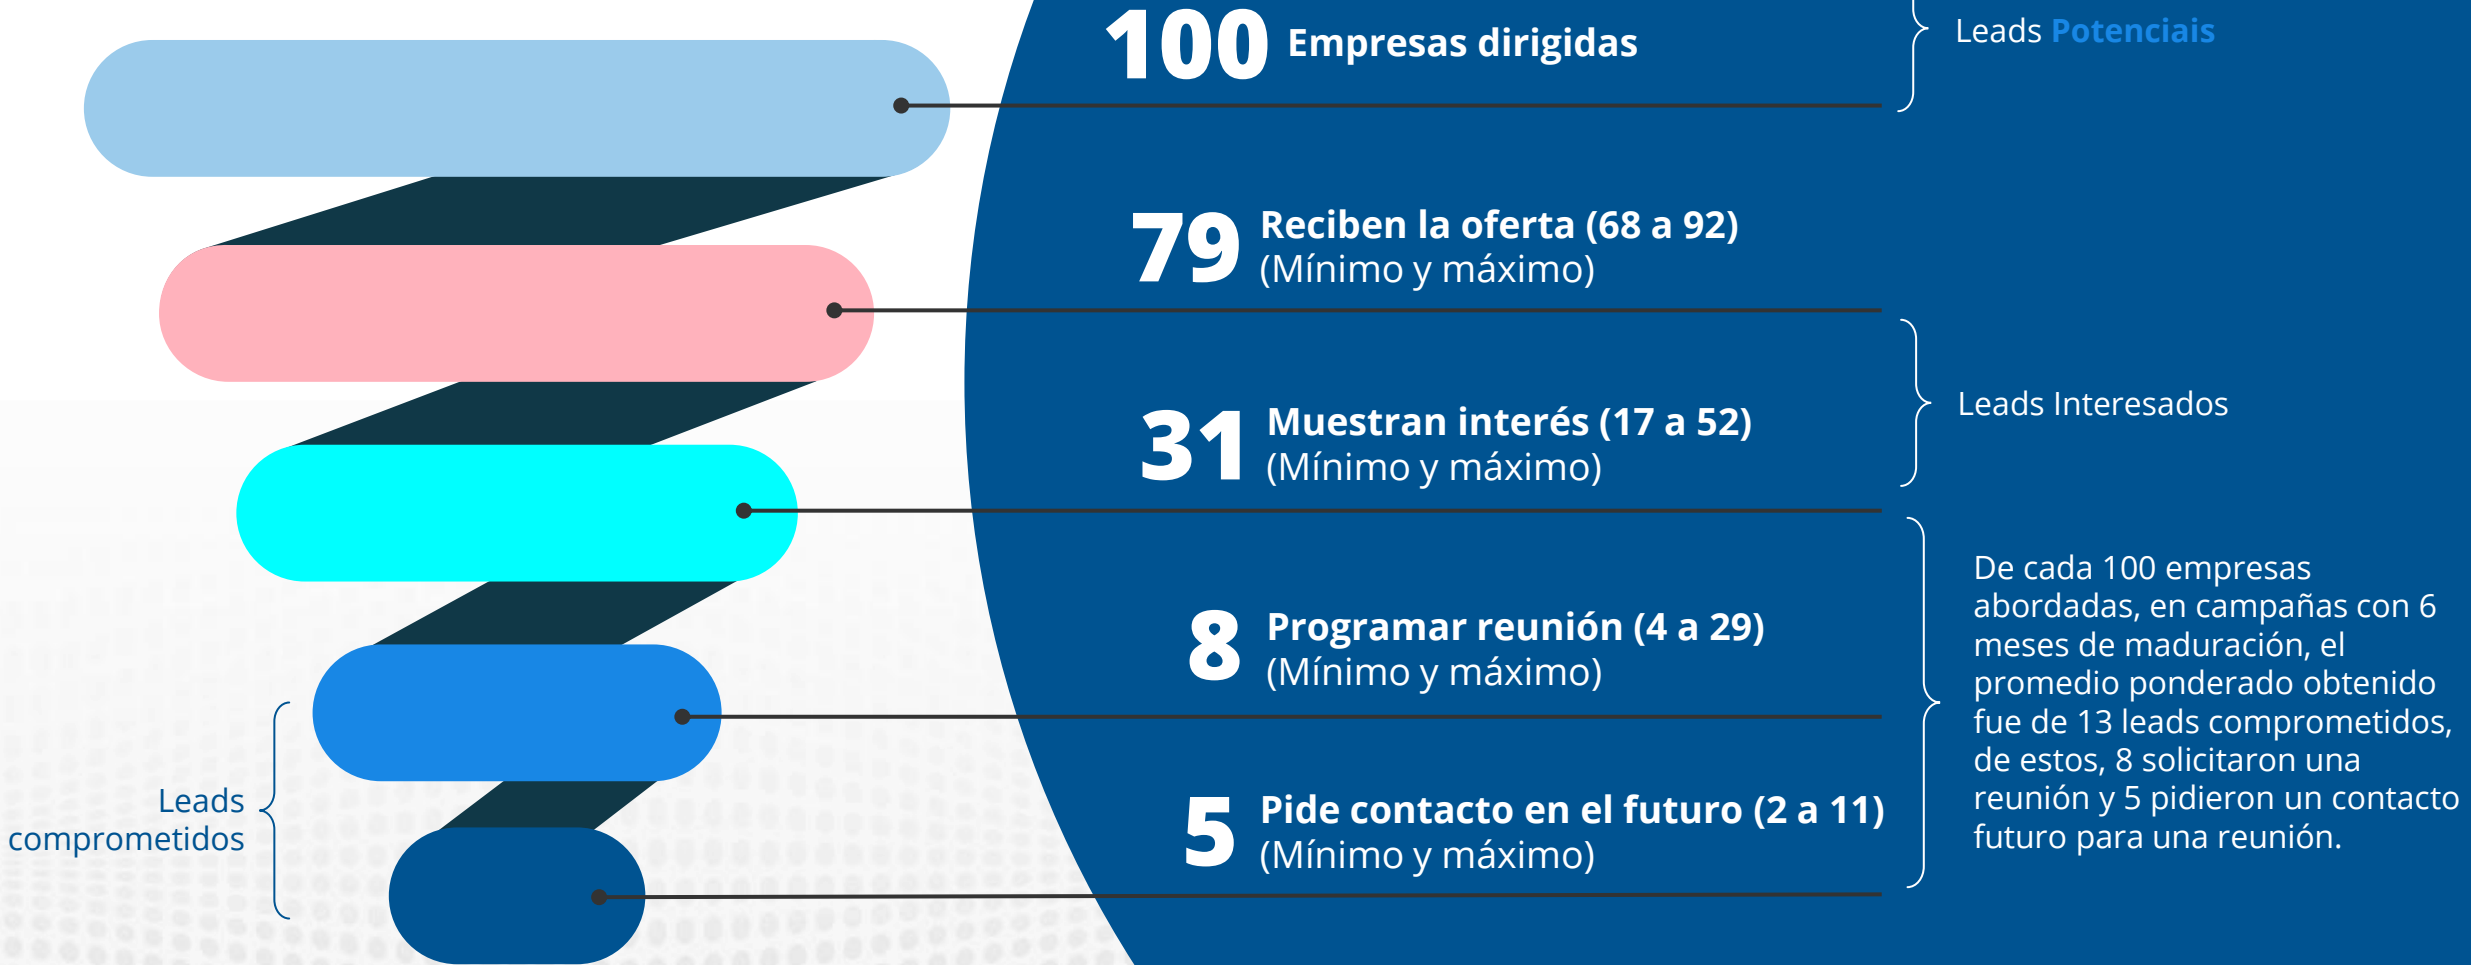 100 Empresas dirigidas
Leads Potenciais
79 Reciben la oferta (68 a 92)
(Mínimo y máximo)
31 Muestran interés (17 a 52)
(Mínimo y máximo)
Leads Interesados
8 Programar reunión (4 a 29)
(Mínimo y máximo)
5 Pide contacto en el futuro (2 a 11)
(Mínimo y máximo)
De cada 100 empresas
abordadas, en campañas con 6
meses de maduración, el
promedio ponderado obtenido
fue de 13 leads comprometidos,
de estos, 8 solicitaron una
reunión y 5 pidieron un contacto
futuro para una reunión.
Leads
comprometidos